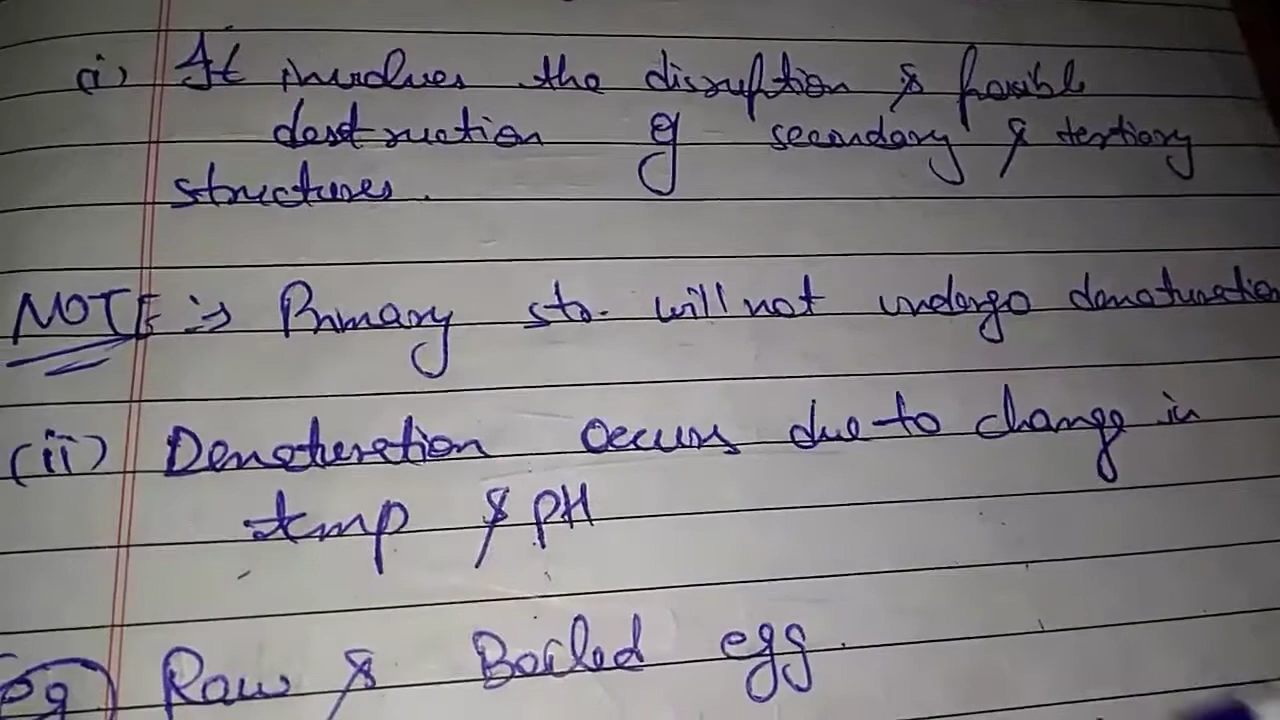 (i) It involves the disruption & possible
destruction of secondary & tertiary
structures.
NOTE :→ Primary str. will not undergo denaturation
(ii) Denaturation occurs due to change in
temp & PH
eg) Raw & Boiled egg.